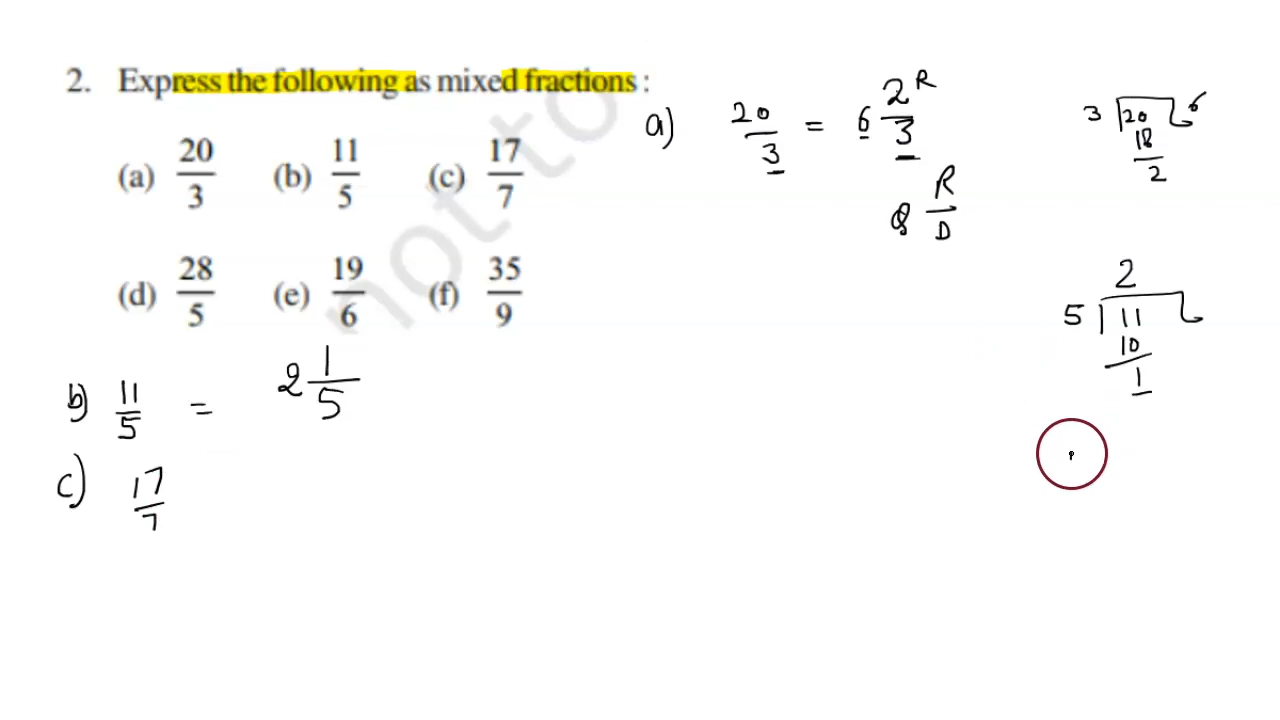 2. Express the following as mixed fractions :
(a) 20/3 (b) 11/5 (c) 17/7
(d) 28/5 (e) 19/6 (f) 35/9
not to
a) 20/3 = 6 2/3 R
Q R/D
3 20 6
18
2
b) 11/5 = 2 1/5
2
5 11
10
1
c) 17/7